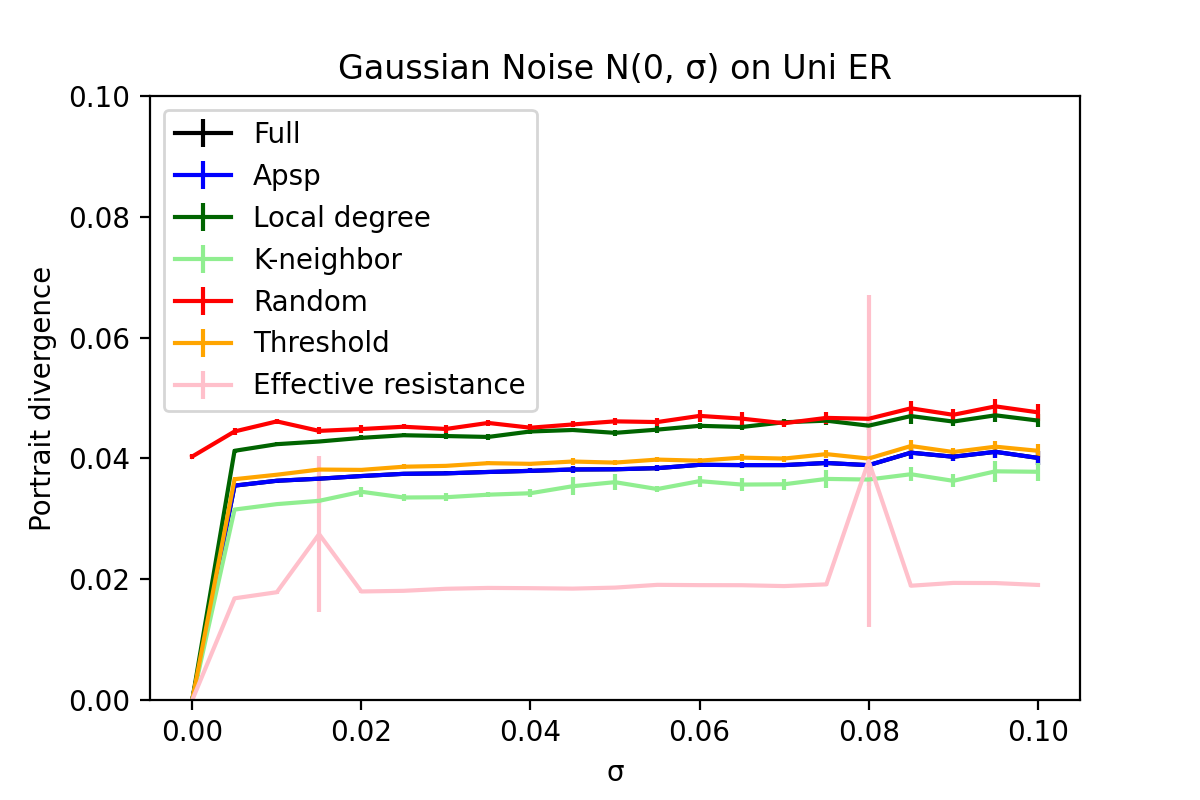 Gaussian Noise N(0, σ) on Uni ER
Portrait divergence
0.10
0.08
0.06
0.04
0.02
0.00
Full
Apsp
Local degree
K-neighbor
Random
Threshold
Effective resistance
0.00 0.02 0.04 0.06 0.08 0.10
σ